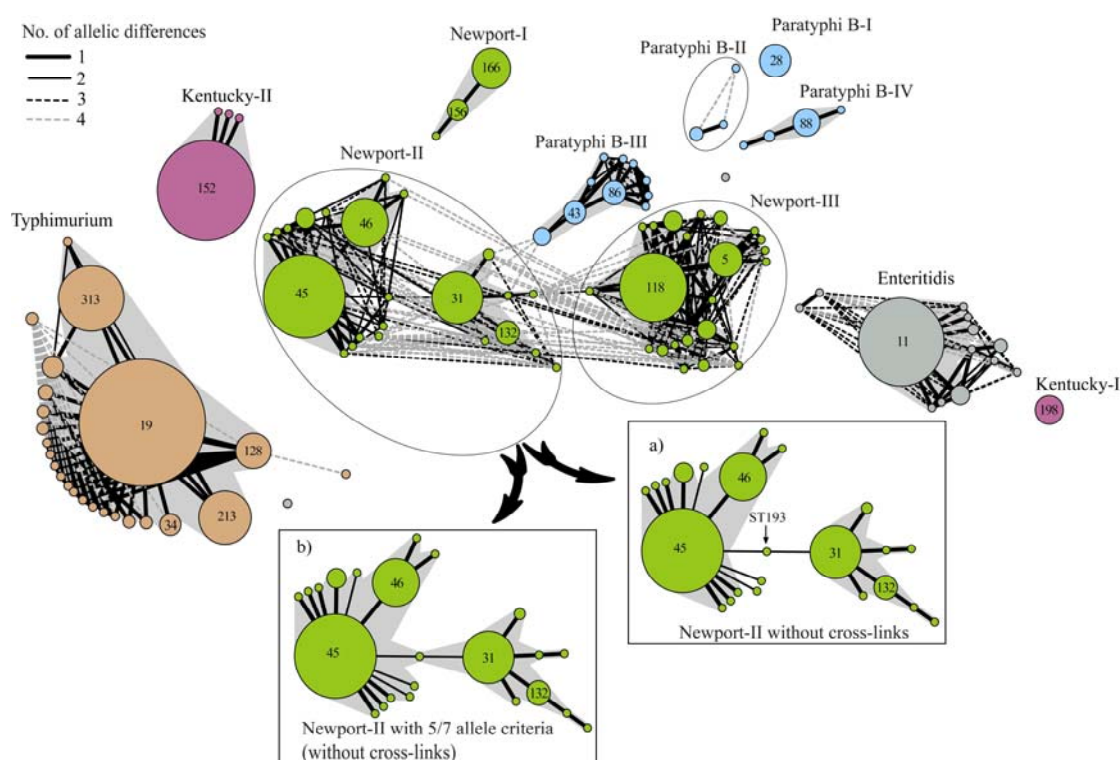 No. of allelic differences
1
2
3
4
Newport-I
166
156
Paratyphi B-I
28
Paratyphi B-II
Paratyphi B-IV
88
Kentucky-II
152
Newport-II
46
45
31
132
Paratyphi B-III
86
43
Newport-III
118
5
Typhimurium
313
19
128
213
34
Enteritidis
11
Kentucky-I
198
a)
46
ST193
45
31
132
Newport-II without cross-links
b)
46
45
31
132
Newport-II with 5/7 allele criteria
(without cross-links)